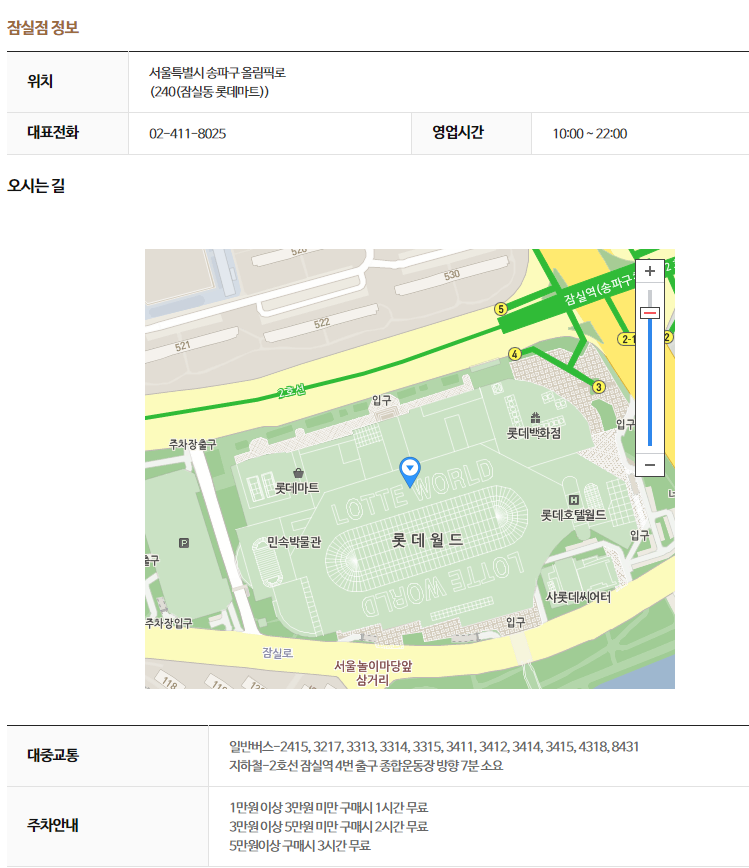 잠실점 정보
위치
서울특별시 송파구 올림픽로
(240(잠실동 롯데마트))
대표전화
02-411-8025
영업시간
10:00 ~ 22:00
오시는 길
520
530
522
521
5
잠실역(송파구
2
+
4
2-1
2
3
2호선
입구
주차장출구
롯데백화점
입구
롯데마트
LOTTE WORLD
롯데호텔월드
민속박물관
롯데월드
입구
P
출구
LOTTE WORLD
샤롯데씨어터
주차장입구
입구
잠실로
서울놀이마당앞
삼거리
118
119
대중교통
일반버스-2415, 3217, 3313, 3314, 3315, 3411, 3412, 3414, 3415, 4318, 8431
지하철-2호선 잠실역 4번 출구 종합운동장 방향 7분 소요
주차안내
1만원 이상 3만원 미만 구매시 1시간 무료
3만원 이상 5만원 미만 구매시 2시간 무료
5만원이상 구매시 3시간 무료